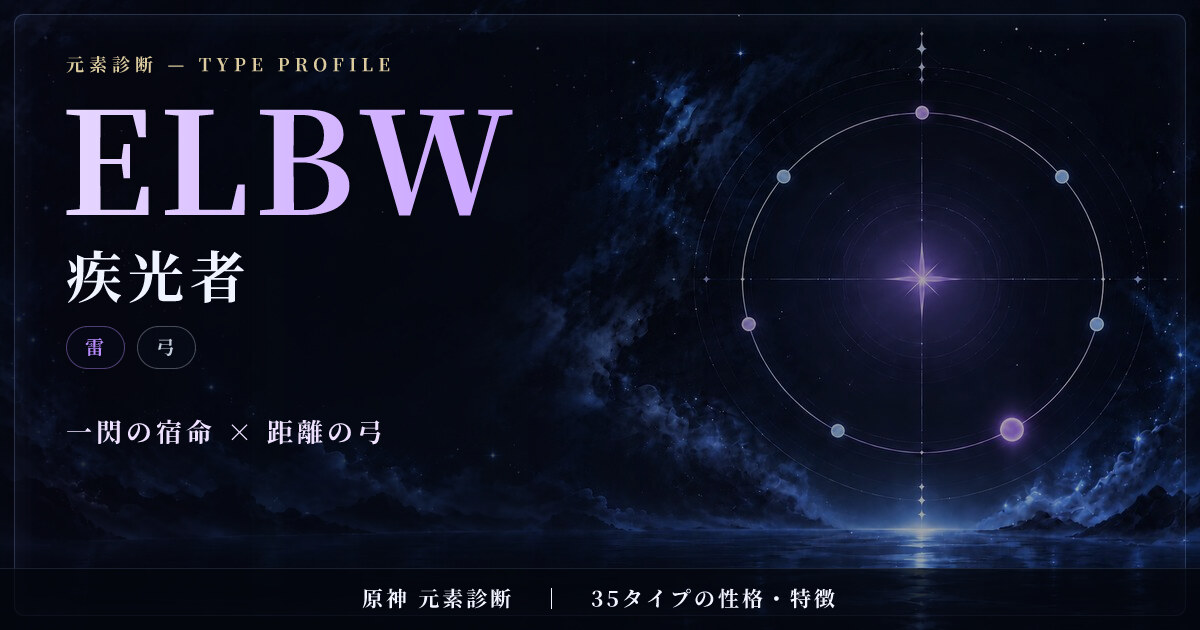 元素診断 — TYPE PROFILE
ELBW
疾光者
雷 弓
一閃の宿命 × 距離の弓
原神 元素診断 | 35タイプの性格・特徴